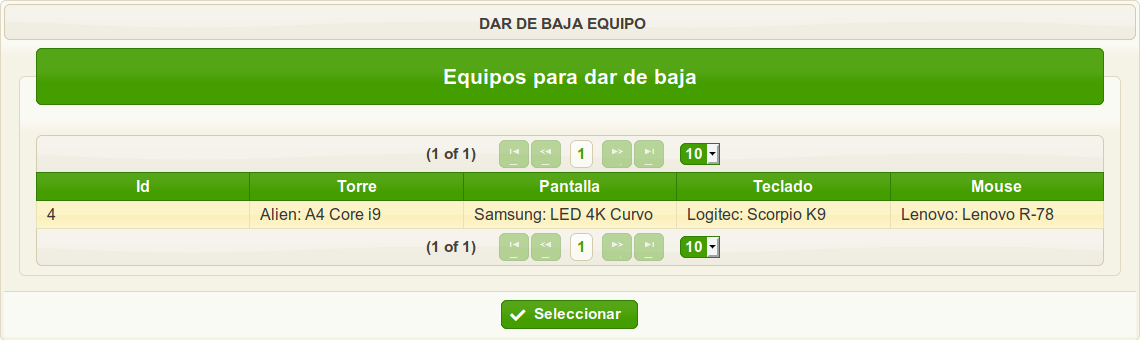 DAR DE BAJA EQUIPO
Equipos para dar de baja
(1 of 1) 1 10
Id Torre Pantalla Teclado Mouse
4 Alien: A4 Core i9 Samsung: LED 4K Curvo Logitec: Scorpio K9 Lenovo: Lenovo R-78
(1 of 1) 1 10
Seleccionar